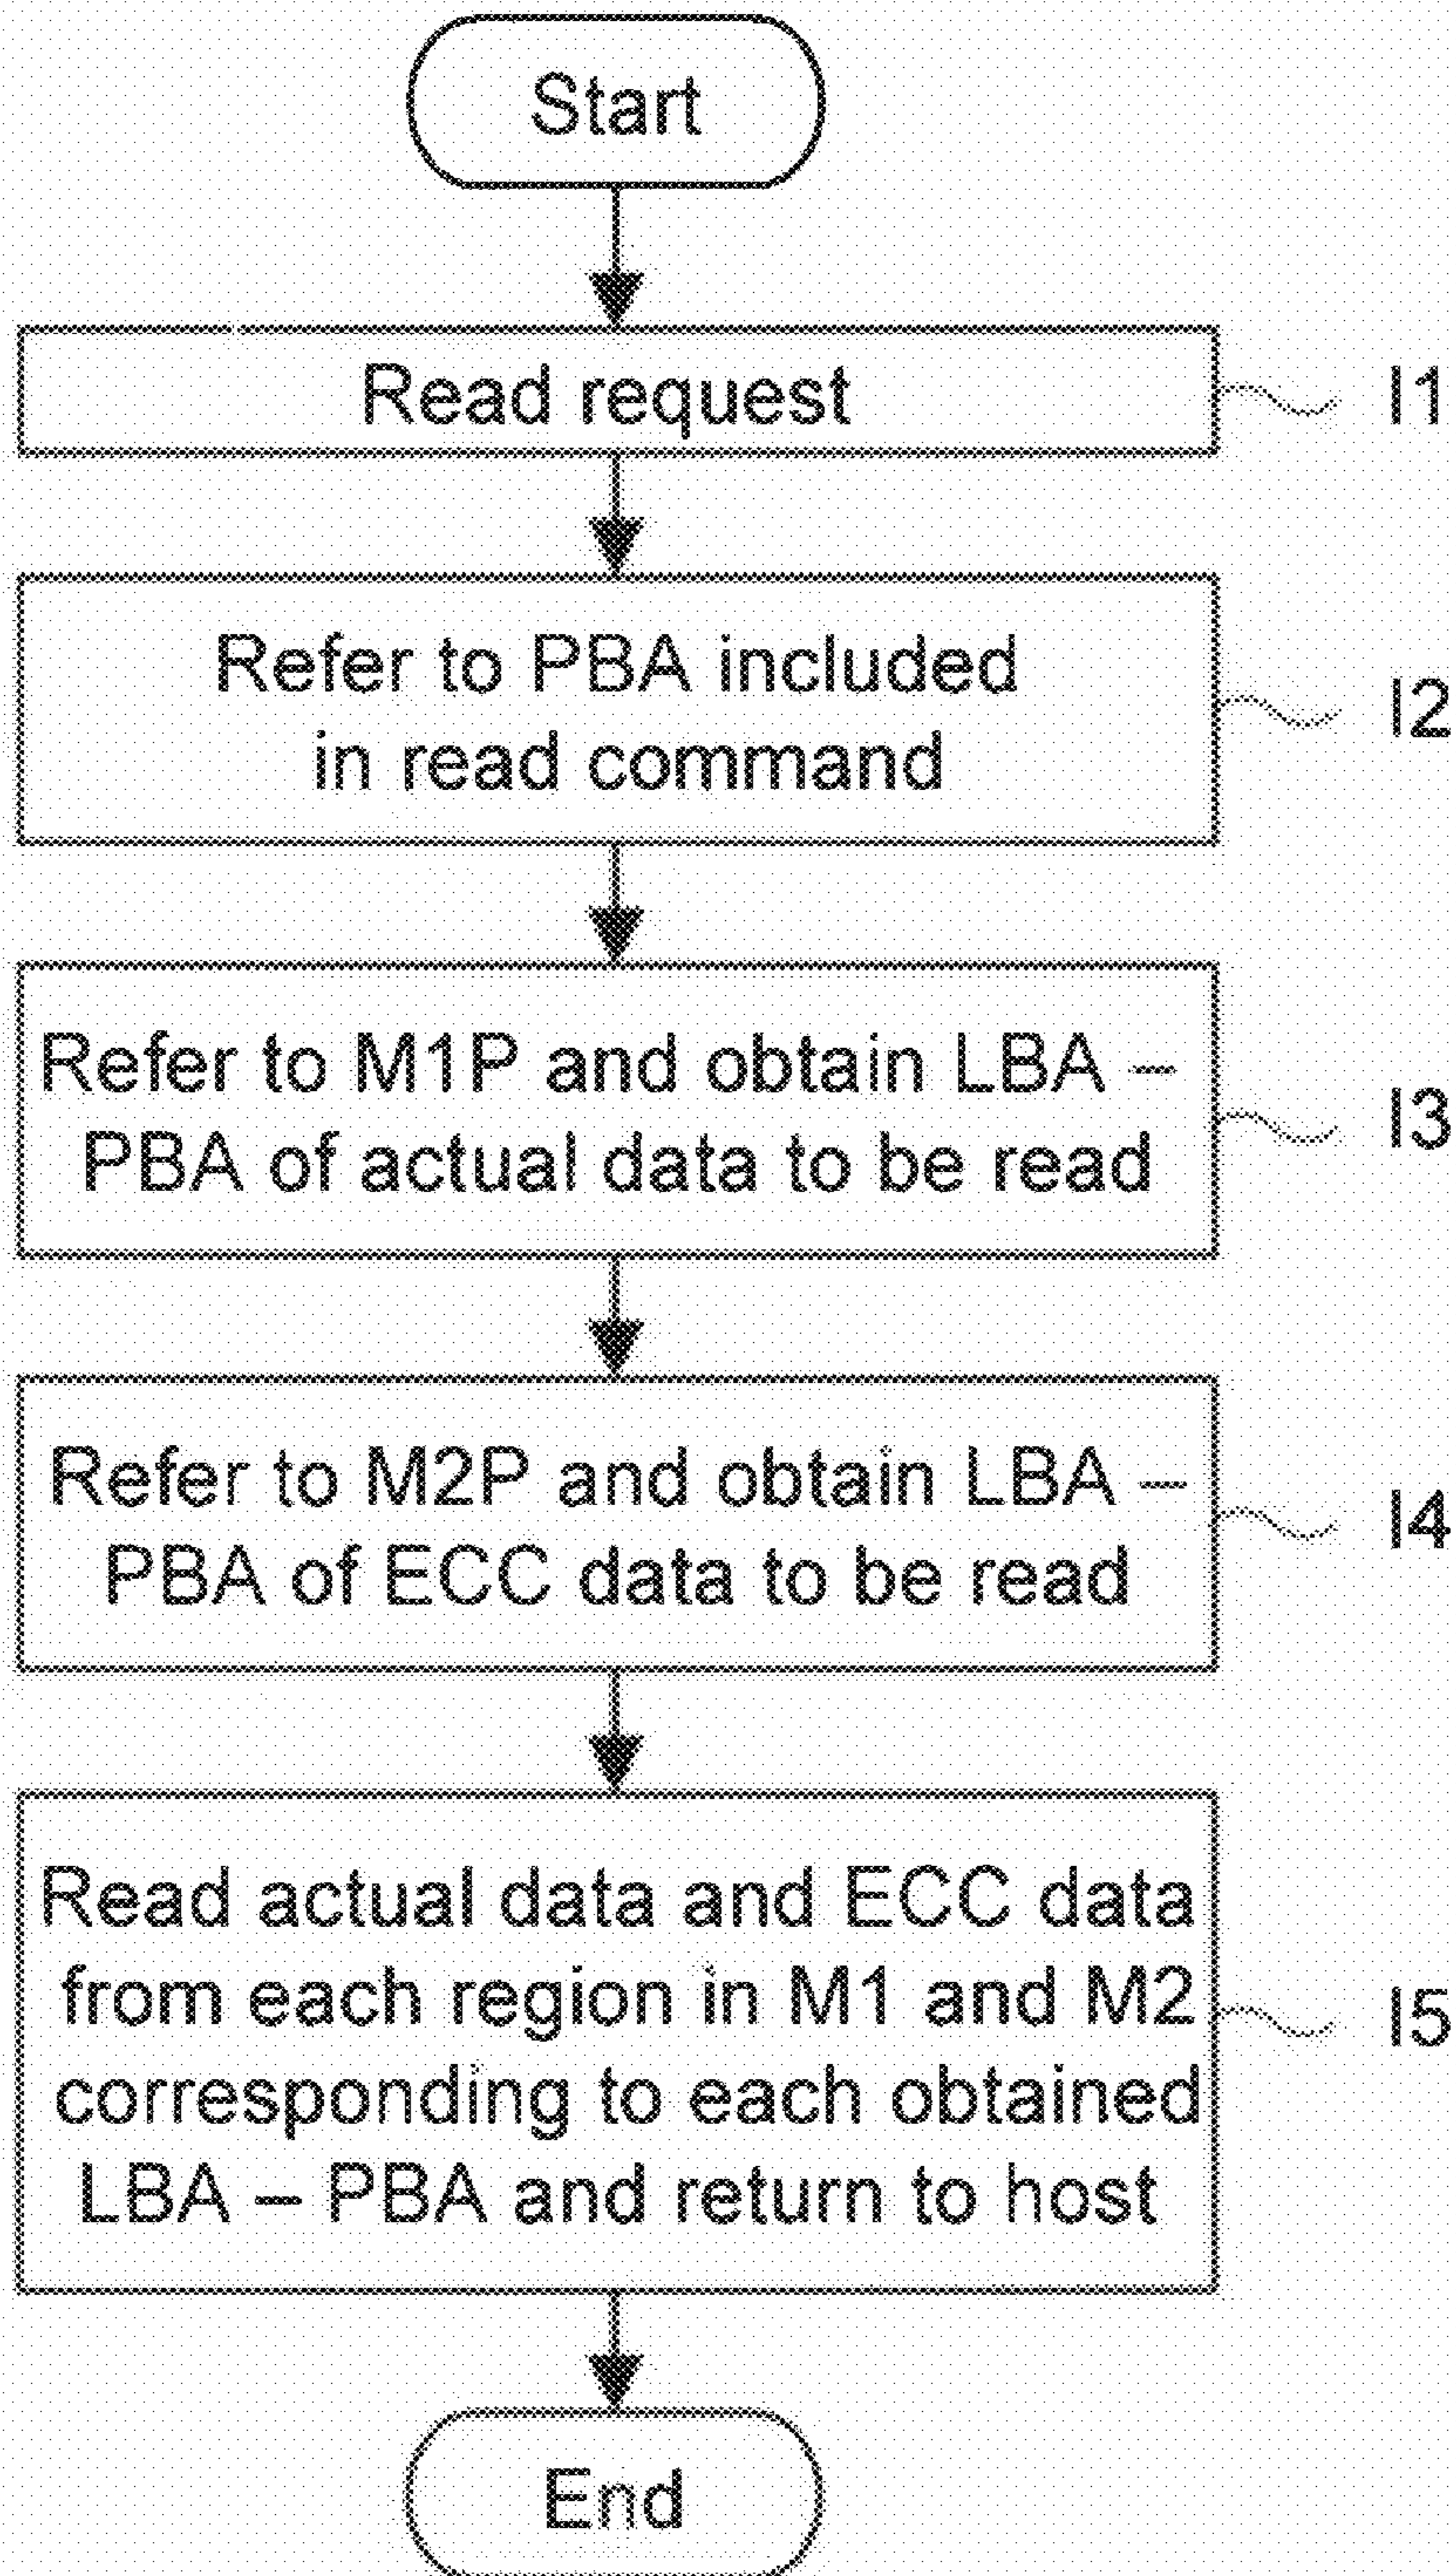 Start
Read request
I1
Refer to PBA included
in read command
I2
Refer to M1P and obtain LBA –
PBA of actual data to be read
I3
Refer to M2P and obtain LBA –
PBA of ECC data to be read
I4
Read actual data and ECC data
from each region in M1 and M2
corresponding to each obtained
LBA – PBA and return to host
I5
End